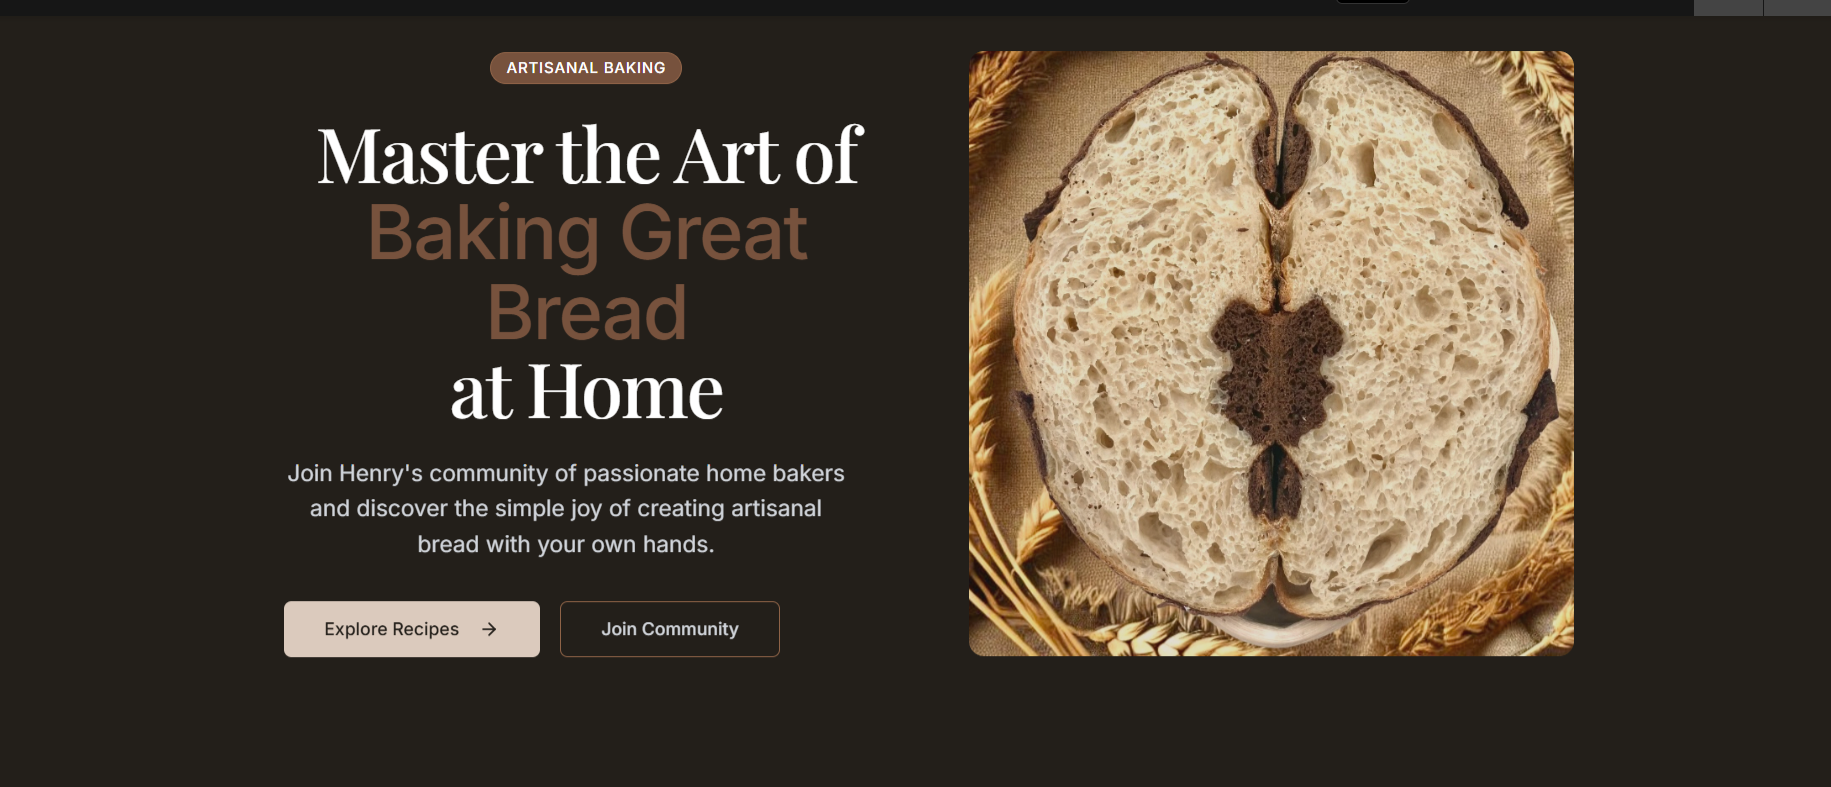 ARTISANAL BAKING
Master the Art of
Baking Great
Bread
at Home
Join Henry's community of passionate home bakers
and discover the simple joy of creating artisanal
bread with your own hands.
Explore Recipes
Join Community